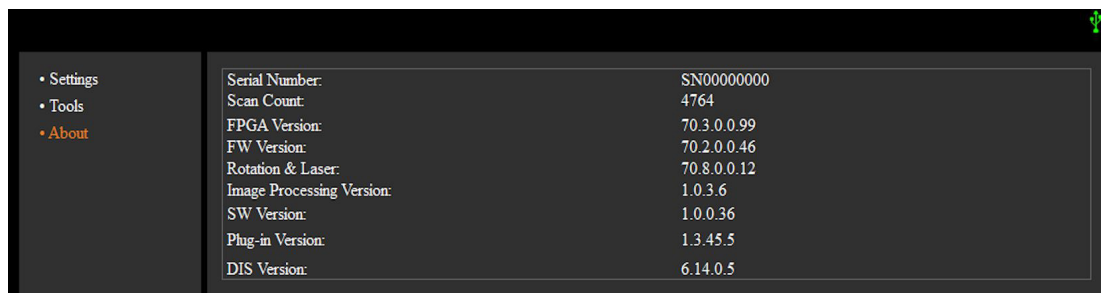 • Settings
• Tools
• About
Serial Number: SN00000000
Scan Count: 4764
FPGA Version: 70.3.0.0.99
FW Version: 70.2.0.0.46
Rotation & Laser: 70.8.0.0.12
Image Processing Version: 1.0.3.6
SW Version: 1.0.0.36
Plug-in Version: 1.3.45.5
DIS Version: 6.14.0.5